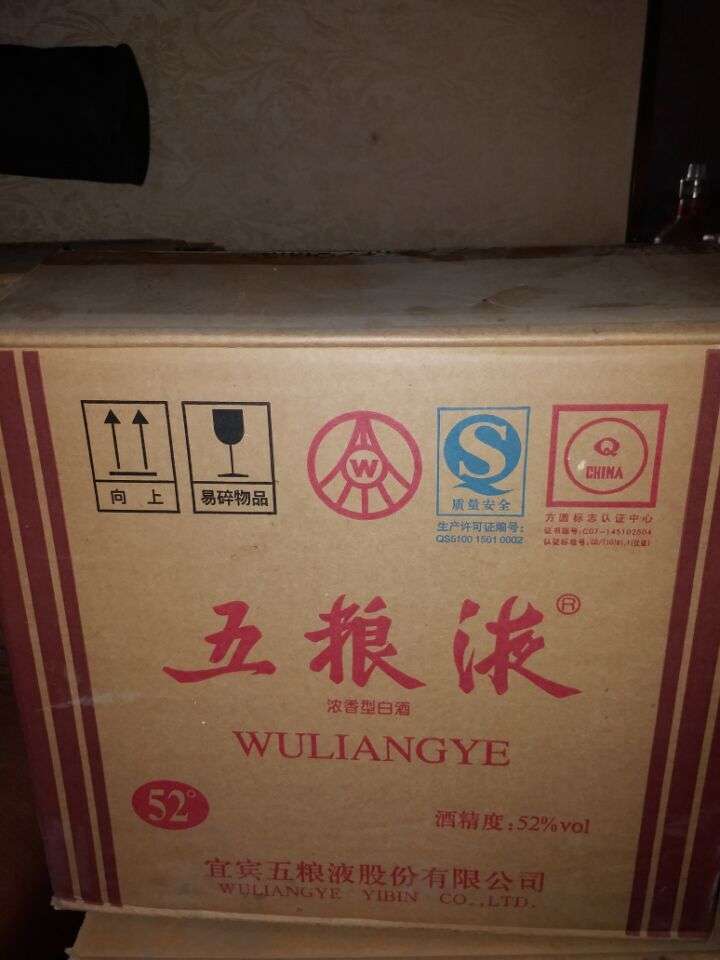 向 上
易碎物品
W
S
质量安全
生产许可证编号:
QS5100 1501 0002
Q
CHINA
方圆标志认证中心
五粮液®
浓香型白酒
WULIANGYE
52°
酒精度:52%vol
宜宾五粮液股份有限公司
WULIANGYE YIBIN CO.,LTD.